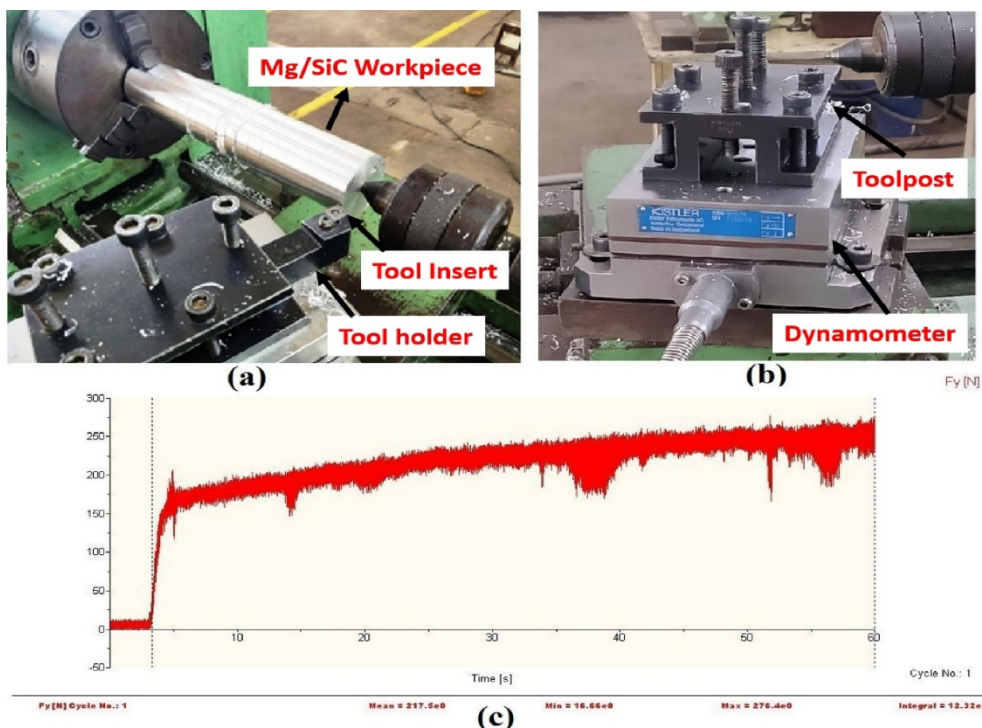 Mg/SiC Workpiece
Tool Insert
Tool holder
(a)
KISTLER
Toolpost
Dynamometer
(b)
Fy [N]
300
250
200
150
100
50
0
-50
10
20
30
40
50
60
Time [s]
Cycle No.: 1
Fy [N] Cycle No.: 1
Mean = 217.5e0
Min = 16.66e0
Max = 276.4e0
Integral = 12.32e
(c)